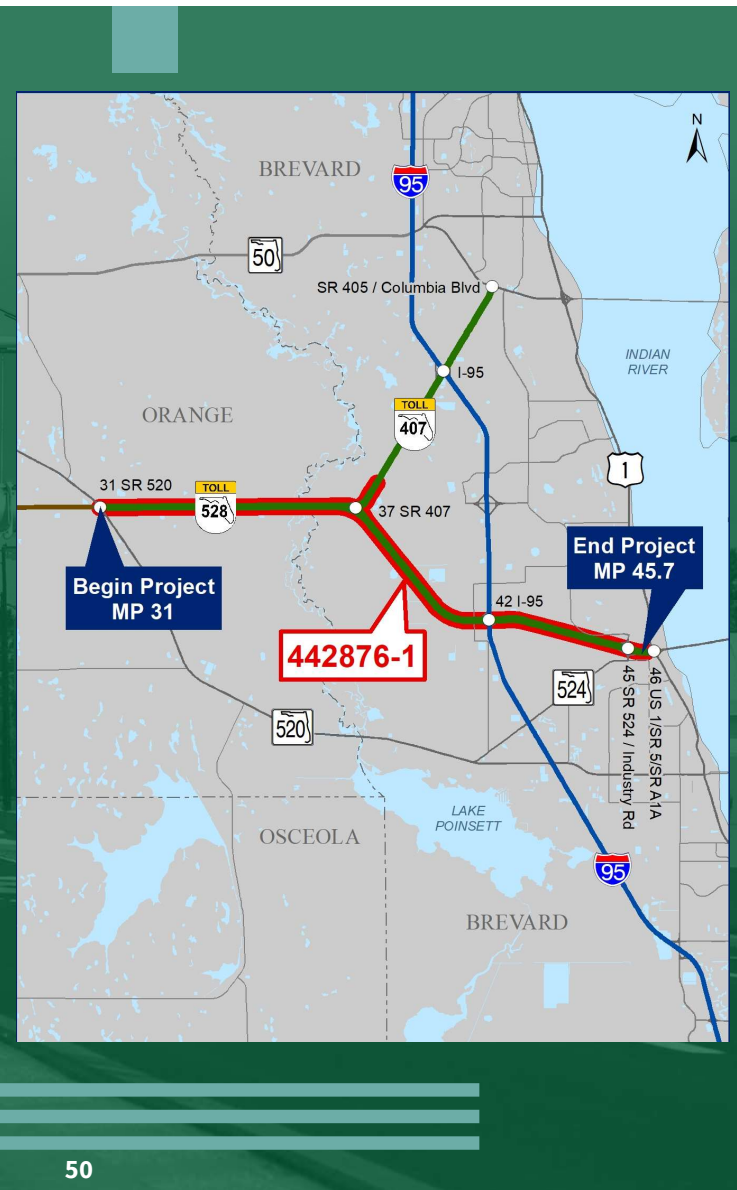 N
BREVARD
95
50
SR 405 / Columbia Blvd
INDIAN
RIVER
I-95
TOLL
407
ORANGE
1
31 SR 520
TOLL
528
37 SR 407
End Project
MP 45.7
Begin Project
MP 31
42 I-95
442876-1
524
46 US 1/SR 5/SR A1A
45 SR 524 / Industry Rd
520
LAKE
POINSETT
OSCEOLA
95
BREVARD
50